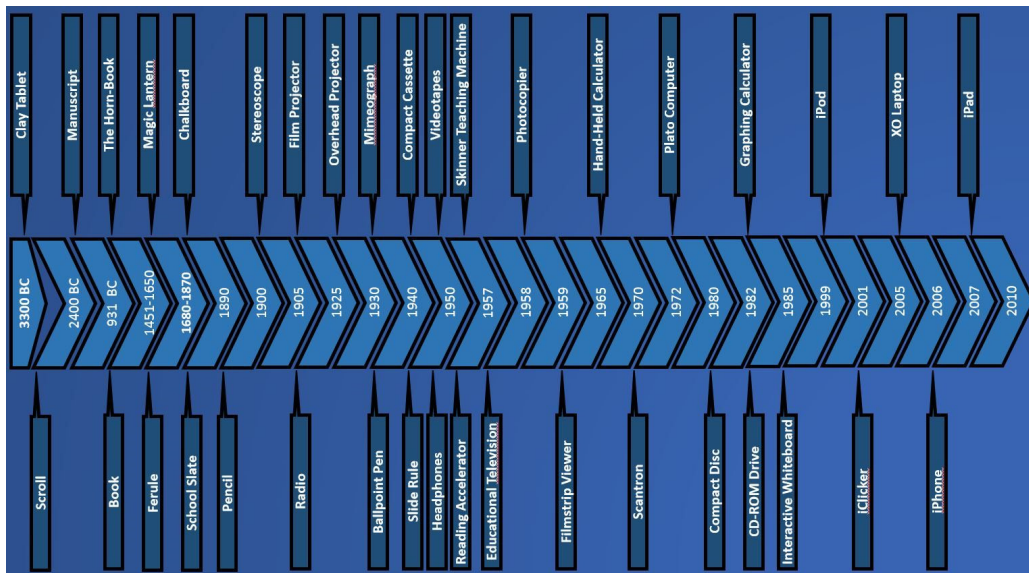 Clay Tablet
Manuscript
The Horn-Book
Magic Lantern
Chalkboard
Stereoscope
Film Projector
Overhead Projector
Mimeograph
Compact Cassette
Videotapes
Skinner Teaching Machine
Photocopier
Hand-Held Calculator
Plato Computer
Graphing Calculator
iPod
XO Laptop
iPad
3300 BC
2400 BC
931 BC
1451-1650
1680-1870
1890
1900
1905
1925
1930
1940
1950
1957
1958
1959
1965
1970
1972
1980
1982
1985
1999
2001
2005
2006
2007
2010
Scroll
Book
Ferule
School Slate
Pencil
Radio
Ballpoint Pen
Slide Rule
Headphones
Reading Accelerator
Educational Television
Filmstrip Viewer
Scantron
Compact Disc
CD-ROM Drive
Interactive Whiteboard
iClicker
iPhone